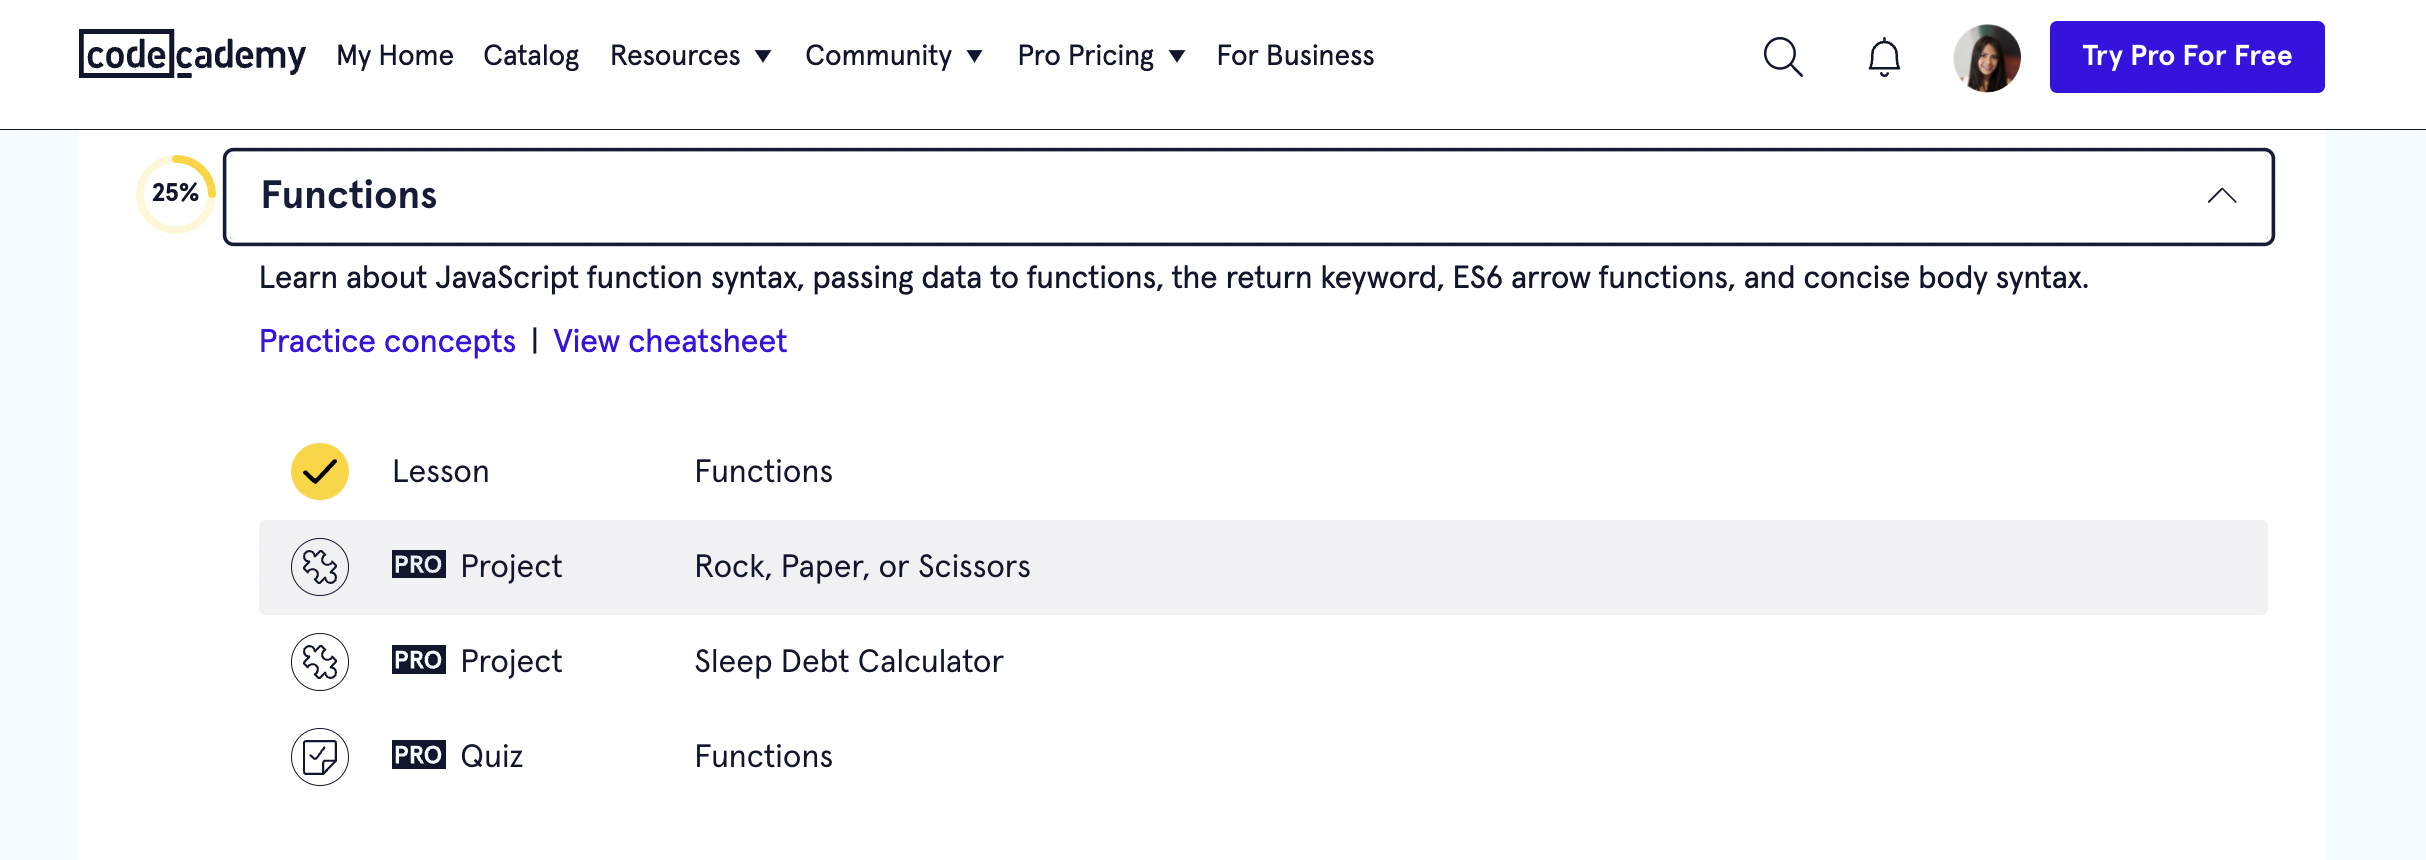 codecademy My Home Catalog Resources Community Pro Pricing For Business Try Pro For Free
25% Functions
Learn about JavaScript function syntax, passing data to functions, the return keyword, ES6 arrow functions, and concise body syntax.
Practice concepts | View cheatsheet
Lesson Functions
PRO Project Rock, Paper, or Scissors
PRO Project Sleep Debt Calculator
PRO Quiz Functions